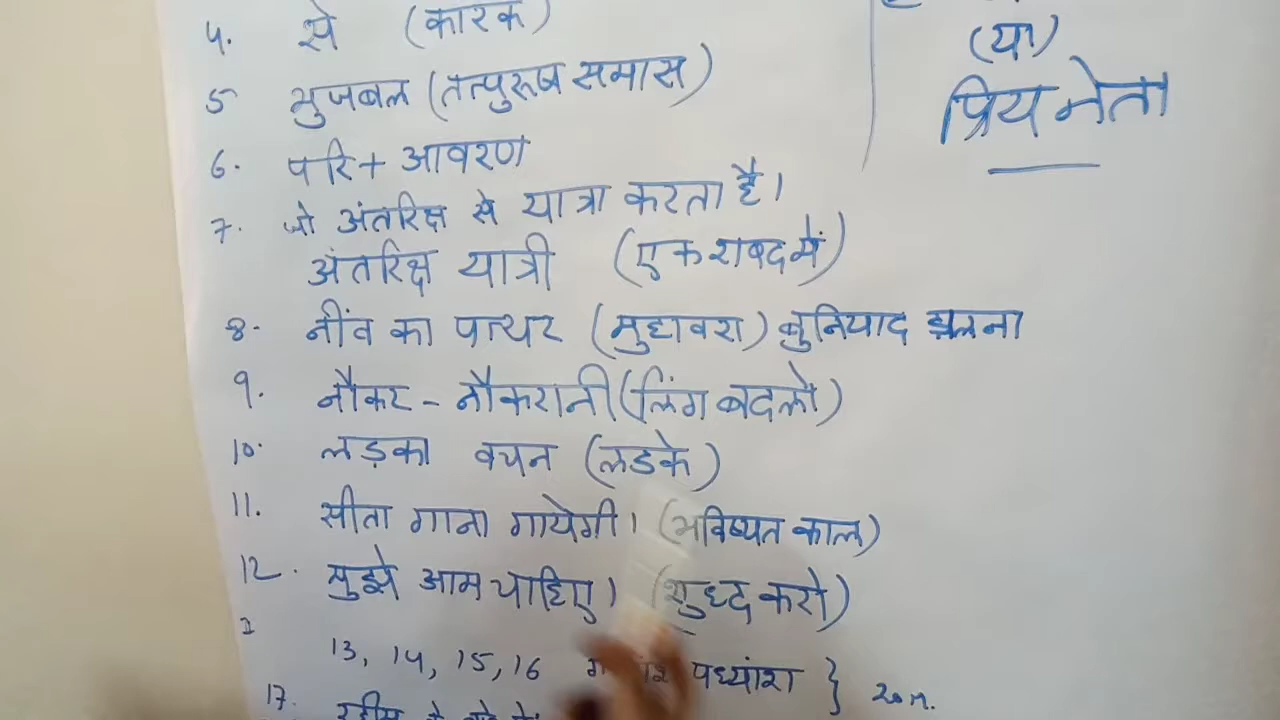 4. से (कारक)
5 भुजबल (तत्पुरूष समास)
6. परि + आवरण
7. जो अंतरिक्ष से यात्रा करता है।
अंतरिक्ष यात्री (एक शब्द में)
8- नींव का पत्थर (मुहावरा) बुनियाद
9. नौकर - नौकरानी (लिंग बदलो)
10. लड़का वचन (लडके)
11. सीता गाना गायेगी। (भविष्यत काल)
12. मुझे आम चाहिए। (शुध्द करो)
I
13, 14, 15, 16 पध्यांश } 20 m.
17.
(या)
प्रिय नेता